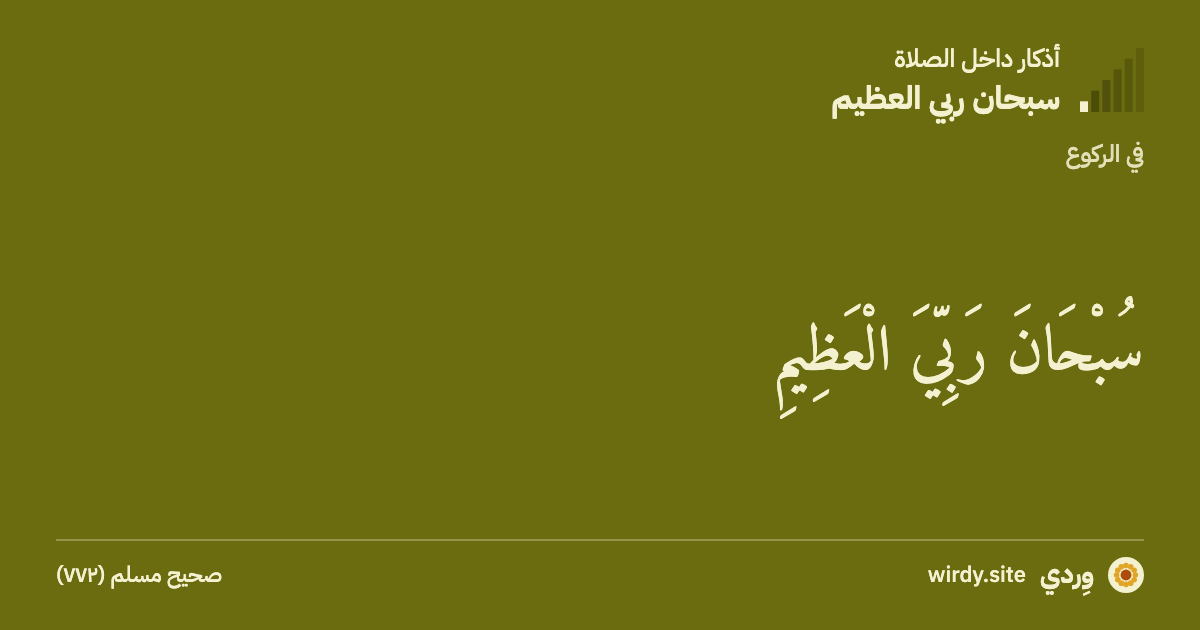 أذكار داخل الصلاة
سبحان ربي العظيم
في الركوع
سُبْحَانَ رَبِّيَ الْعَظِيمِ
وِردي wirdy.site
صحيح مسلم (٧٧٢)